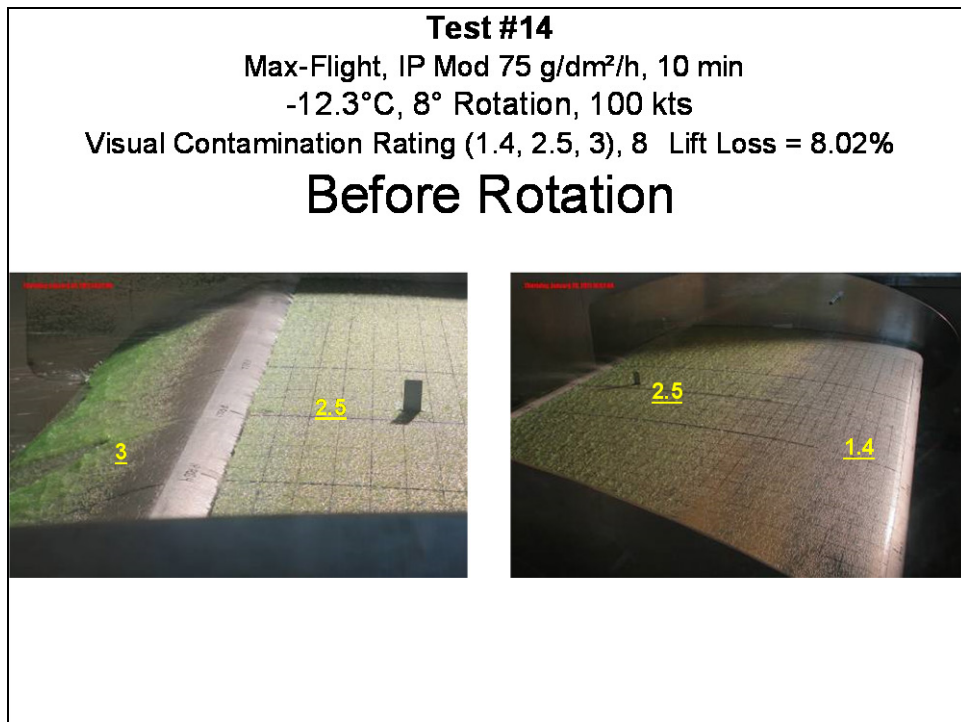 Test #14
Max-Flight, IP Mod 75 g/dm²/h, 10 min
-12.3°C, 8° Rotation, 100 kts
Visual Contamination Rating (1.4, 2.5, 3), 8 Lift Loss = 8.02%
Before Rotation
2.5
3
2.5
1.4